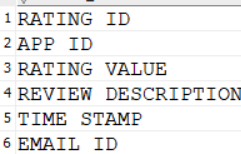 1 RATING ID
2 APP ID
3 RATING VALUE
4 REVIEW DESCRIPTION
5 TIME STAMP
6 EMAIL ID